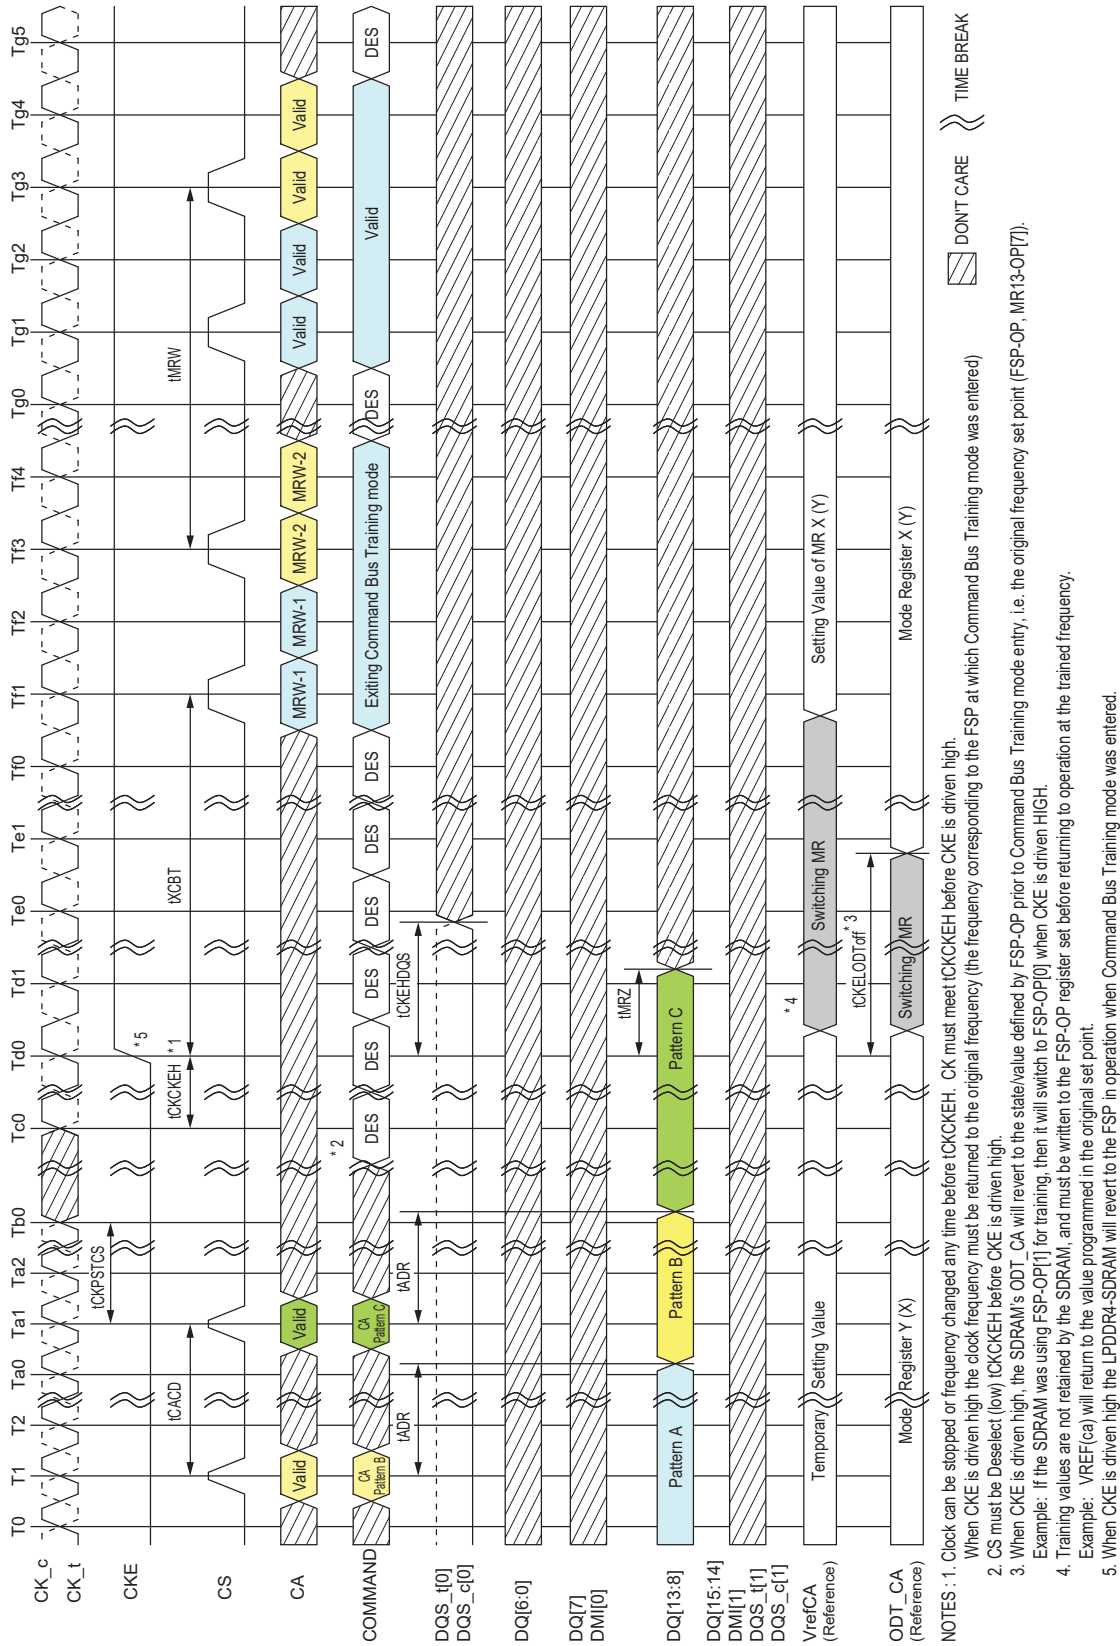 T0 T1 T2 Ta0 Ta1 Ta2 Tb0 Tc0 Td0 Td1 Te0 Te1 Tf0 Tf1 Tf2 Tf3 Tf4 Tg0 Tg1 Tg2 Tg3 Tg4 Tg5
CK_c
CK_t
tCKPSTCS
CKE
tCKCKEH * 1
* 5
tCACD
tXCBT
tMRW
CS
CA
Valid Valid MRW-1 MRW-1 MRW-2 MRW-2 Valid Valid Valid Valid
* 2
COMMAND
CA Pattern B
CA Pattern C
DES DES DES DES DES DES Exiting Command Bus Training mode DES Valid DES
tADR tADR tCKEHDQS
DQS_t[0]
DQS_c[0]
DQ[6:0]
DQ[7]
DMI[0]
tMRZ
DQ[13:8]
Pattern A Pattern B Pattern C
DQ[15:14]
DMI[1]
DQS_t[1]
DQS_c[1]
* 4
VrefCA
(Reference)
Temporary Setting Value Switching MR Setting Value of MR X (Y)
tCKELODToff * 3
ODT_CA
(Reference)
Mode Register Y (X) Switching MR Mode Register X (Y)
DON'T CARE TIME BREAK
NOTES : 1. Clock can be stopped or frequency changed any time before tCKCKEH. CK must meet tCKCKEH before CKE is driven high.
When CKE is driven high the clock frequency must be returned to the original frequency (the frequency corresponding to the FSP at which Command Bus Training mode was entered)
2. CS must be Deselect (low) tCKCKEH before CKE is driven high.
3. When CKE is driven high, the SDRAM's ODT_CA will revert to the state/value defined by FSP-OP prior to Command Bus Training mode entry, i.e. the original frequency set point (FSP-OP, MR13-OP[7]).
Example: If the SDRAM was using FSP-OP[1] for training, then it will switch to FSP-OP[0] when CKE is driven HIGH.
4. Training values are not retained by the SDRAM, and must be written to the FSP-OP register set before returning to operation at the trained frequency.
Example: VREF(ca) will return to the value programmed in the original set point.
5. When CKE is driven high the LPDDR4-SDRAM will revert to the FSP in operation when Command Bus Training mode was entered.